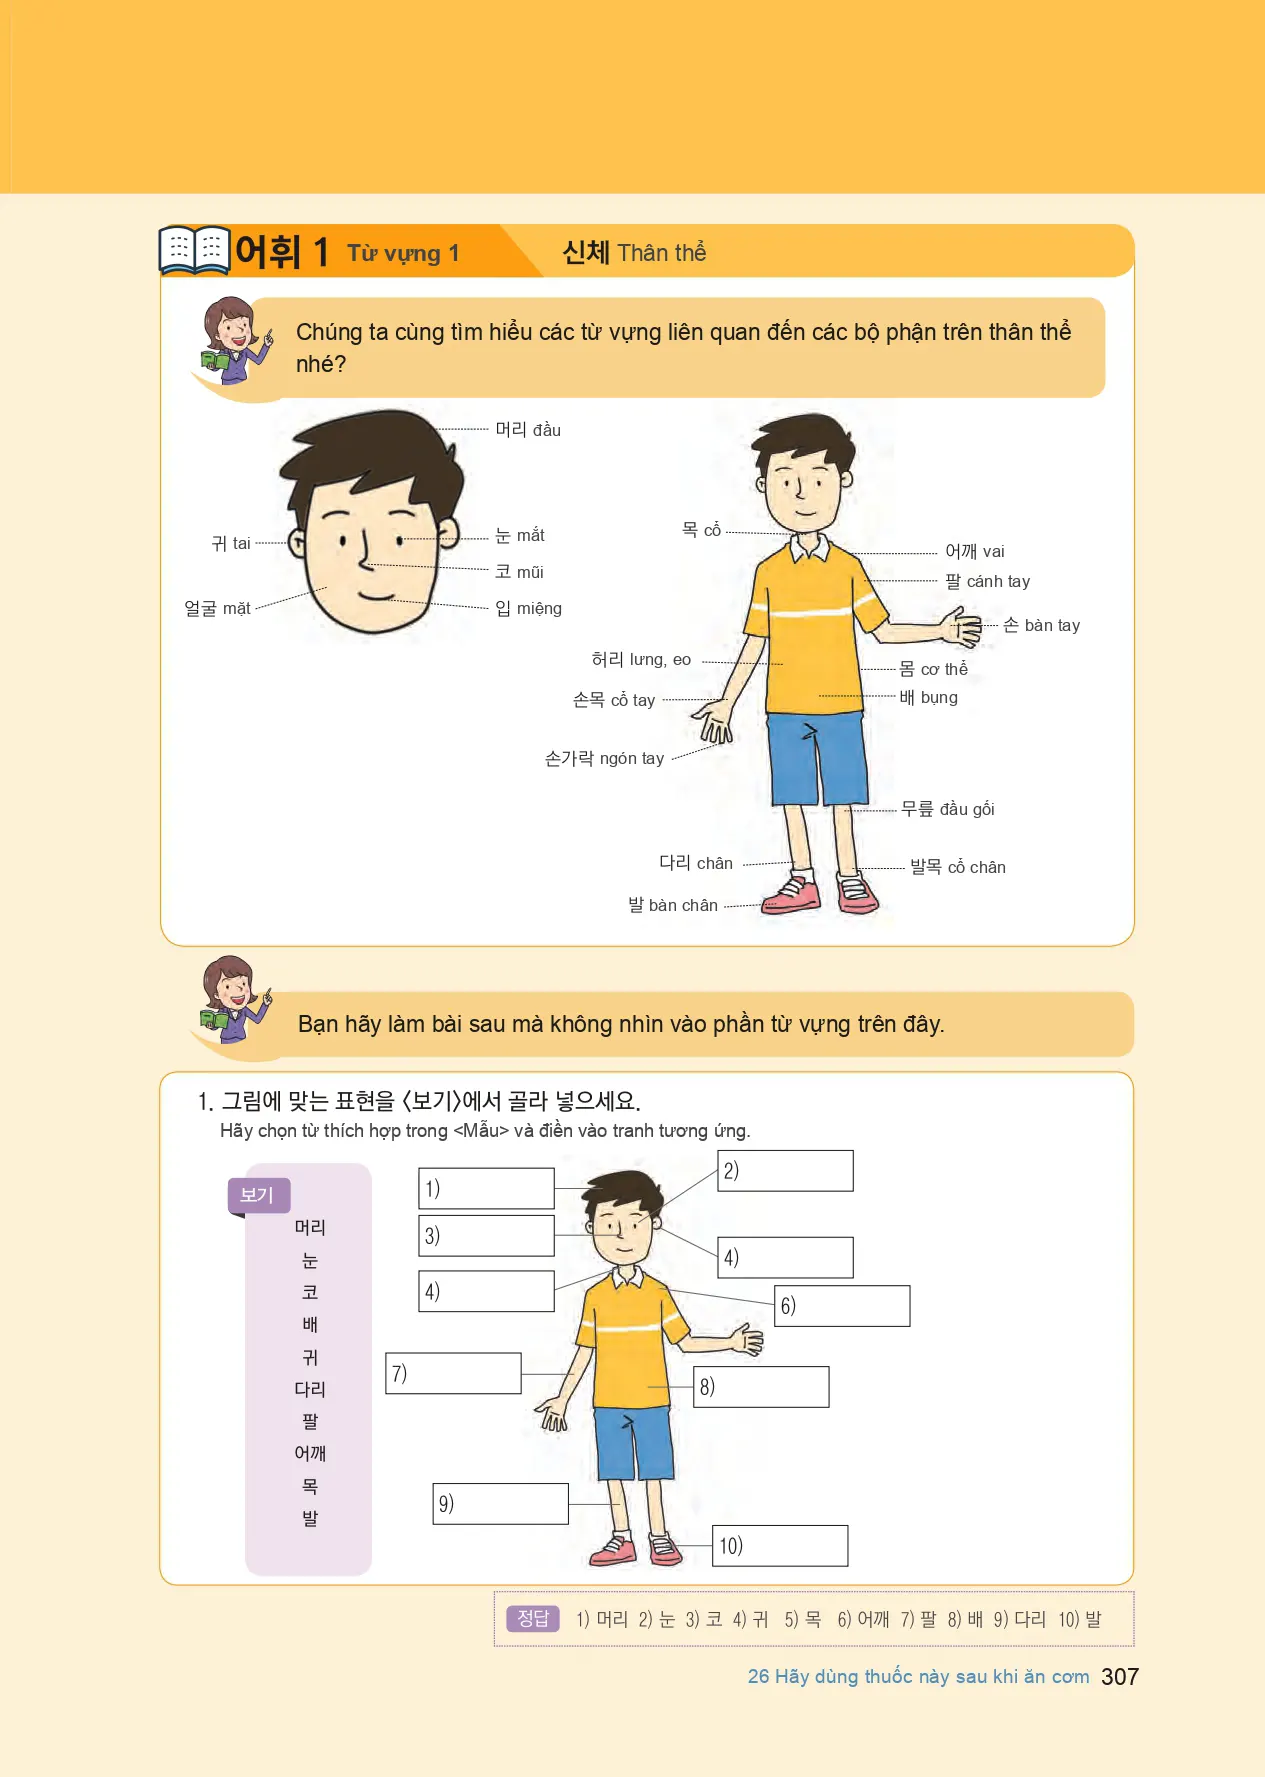 어휘 1 Từ vựng 1 신체 Thân thể
Chúng ta cùng tìm hiểu các từ vựng liên quan đến các bộ phận trên thân thể
nhé?
머리 đầu
귀 tai
눈 mắt
코 mũi
얼굴 mặt
입 miệng
목 cổ
어깨 vai
팔 cánh tay
손 bàn tay
허리 lưng, eo
몸 cơ thể
손목 cổ tay
배 bụng
손가락 ngón tay
무릎 đầu gối
다리 chân
발목 cổ chân
발 bàn chân
Bạn hãy làm bài sau mà không nhìn vào phần từ vựng trên đây.
1. 그림에 맞는 표현을 〈보기〉에서 골라 넣으세요.
Hãy chọn từ thích hợp trong <Mẫu> và điền vào tranh tương ứng.
보기
머리
눈
코
배
귀
다리
팔
어깨
목
발
1)
2)
3)
4)
4)
6)
7)
8)
9)
10)
정답 1) 머리 2) 눈 3) 코 4) 귀 5) 목 6) 어깨 7) 팔 8) 배 9) 다리 10) 발
26 Hãy dùng thuốc này sau khi ăn cơm 307